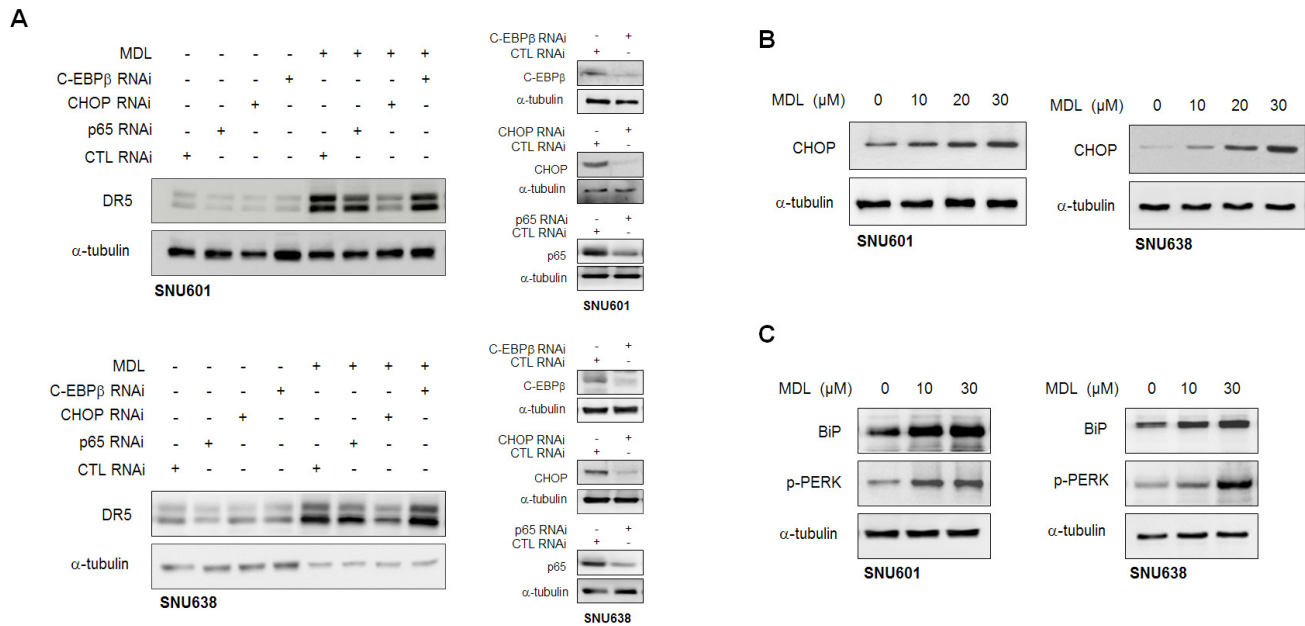 A
MDL - - - - + + + +
C-EBPβ RNAi - - - + - - - +
CHOP RNAi - - + - - - + -
p65 RNAi - + - - - + - -
CTL RNAi + - - - + - - -
DR5
α-tubulin
SNU601
C-EBPβ RNAi - +
CTL RNAi + -
C-EBPβ
α-tubulin
CHOP RNAi - +
CTL RNAi + -
CHOP
α-tubulin
p65 RNAi - +
CTL RNAi + -
p65
α-tubulin
SNU601
MDL - - - - + + + +
C-EBPβ RNAi - - - + - - - +
CHOP RNAi - - + - - - + -
p65 RNAi - + - - - + - -
CTL RNAi + - - - + - - -
DR5
α-tubulin
SNU638
C-EBPβ RNAi - +
CTL RNAi + -
C-EBPβ
α-tubulin
CHOP RNAi - +
CTL RNAi + -
CHOP
α-tubulin
p65 RNAi - +
CTL RNAi + -
p65
α-tubulin
SNU638
B
MDL (µM) 0 10 20 30
CHOP
α-tubulin
SNU601
MDL (µM) 0 10 20 30
CHOP
α-tubulin
SNU638
C
MDL (µM) 0 10 30
BiP
p-PERK
α-tubulin
SNU601
MDL (µM) 0 10 30
BiP
p-PERK
α-tubulin
SNU638